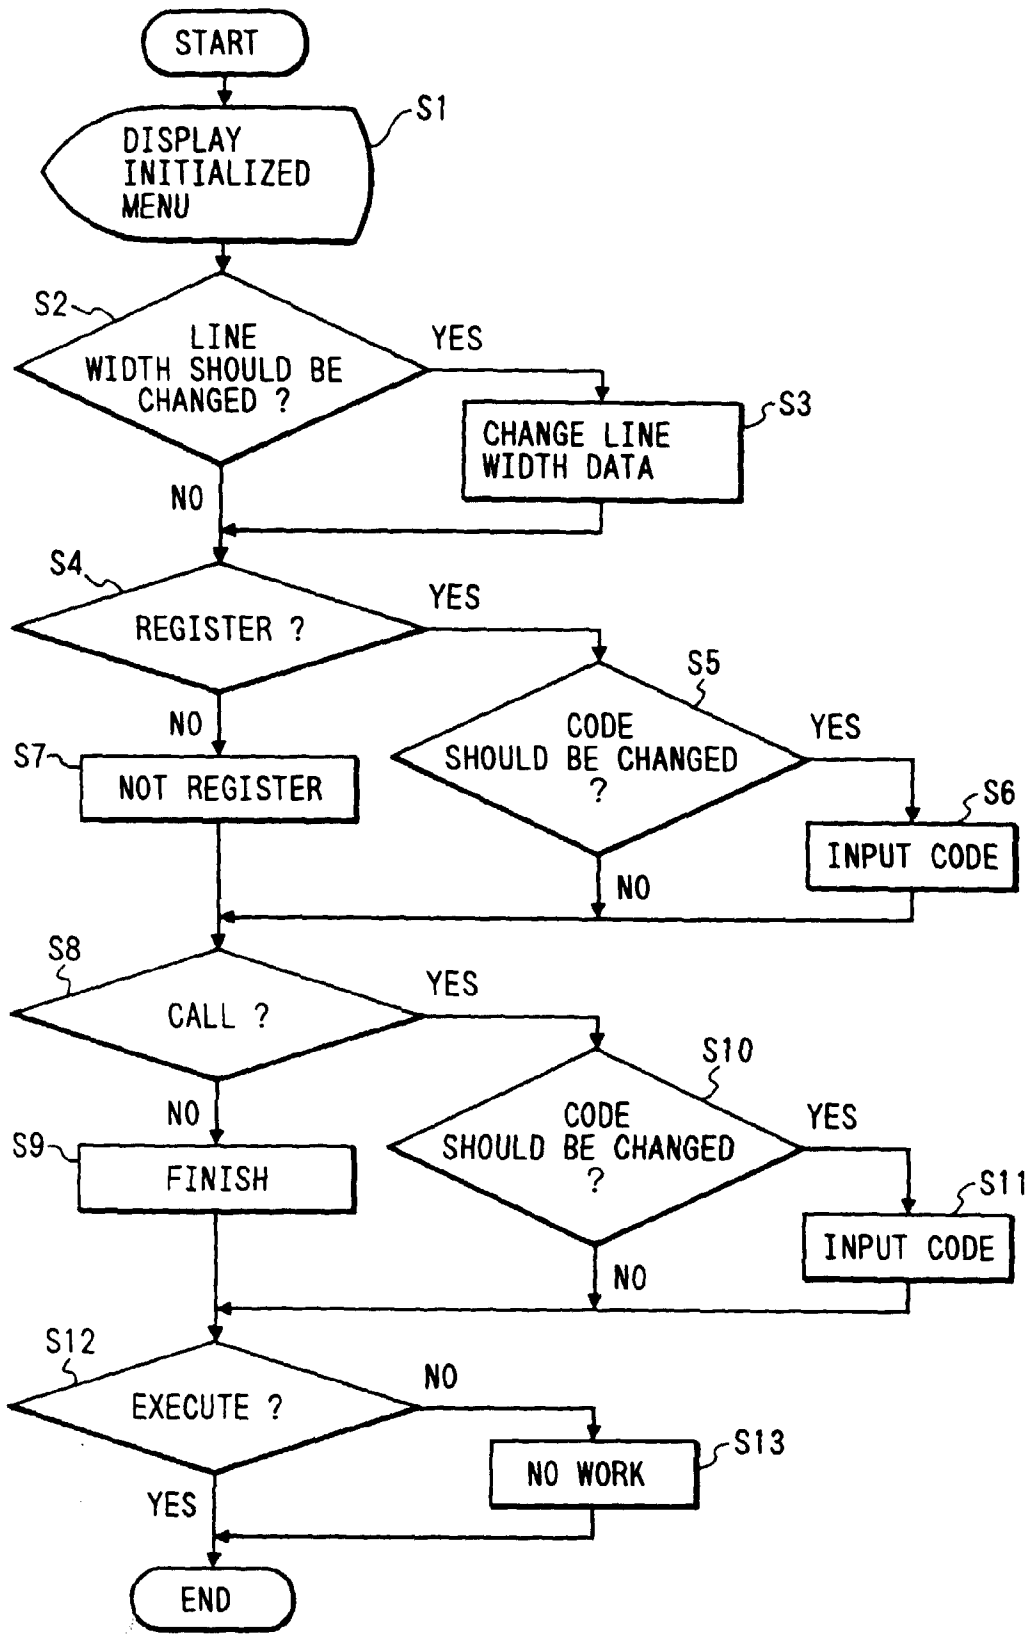 START
S1
DISPLAY
INITIALIZED
MENU
S2
LINE
WIDTH SHOULD BE
CHANGED ?
YES
S3
CHANGE LINE
WIDTH DATA
NO
S4
REGISTER ?
YES
S5
CODE
SHOULD BE CHANGED
?
YES
NO
S7
NOT REGISTER
S6
INPUT CODE
NO
S8
CALL ?
YES
S10
CODE
SHOULD BE CHANGED
?
YES
NO
S9
FINISH
S11
INPUT CODE
NO
S12
EXECUTE ?
NO
S13
NO WORK
YES
END